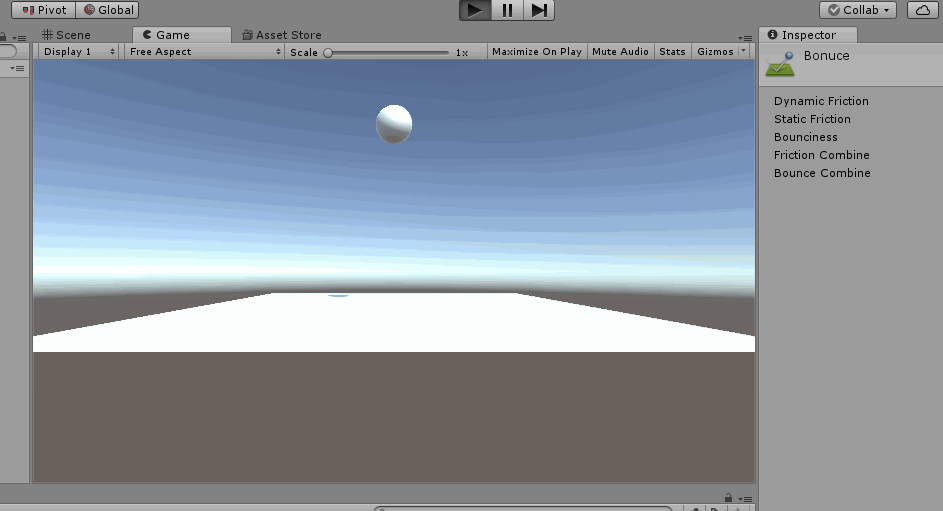 Pivot Global Collab
Scene Game Asset Store Inspector
Display 1 Free Aspect Scale 1x Maximize On Play Mute Audio Stats Gizmos
Bonuce
Dynamic Friction
Static Friction
Bounciness
Friction Combine
Bounce Combine